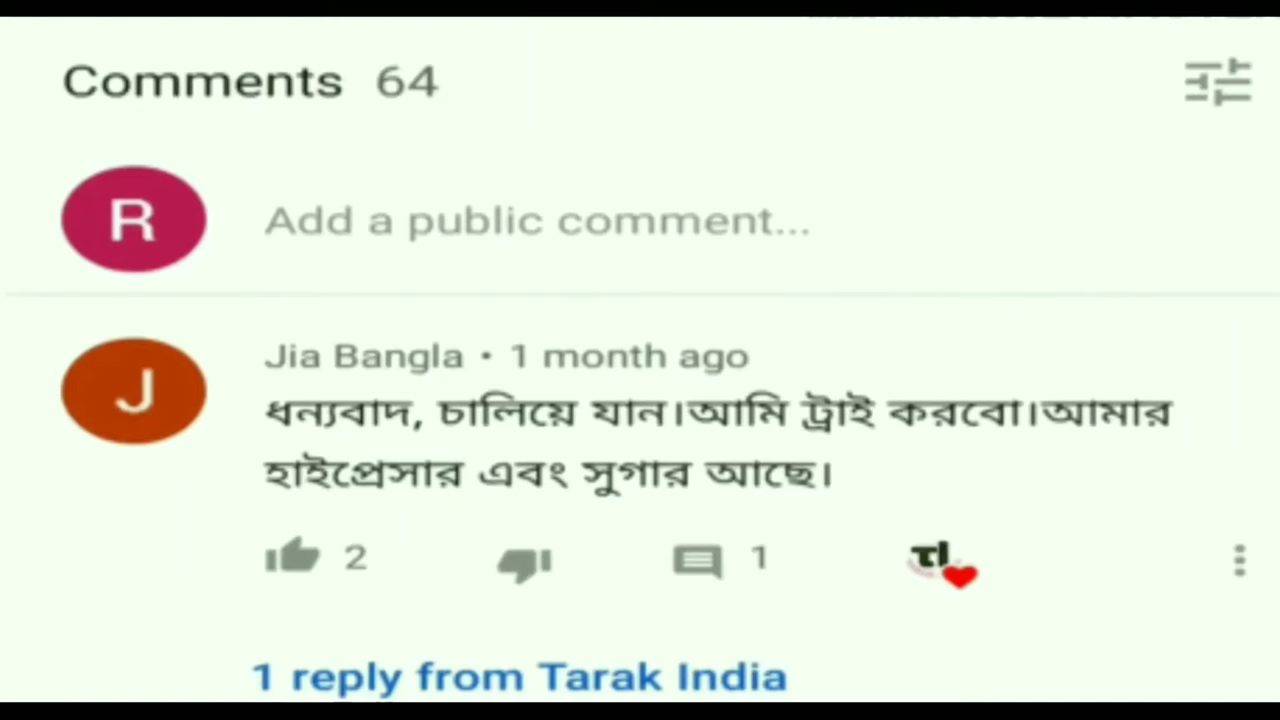 Comments 64
R
Add a public comment...
J
Jia Bangla • 1 month ago
ধন্যবাদ, চালিয়ে যান।আমি ট্রাই করবো।আমার
হাইপ্রেসার এবং সুগার আছে।
2 1 TI
1 reply from Tarak India